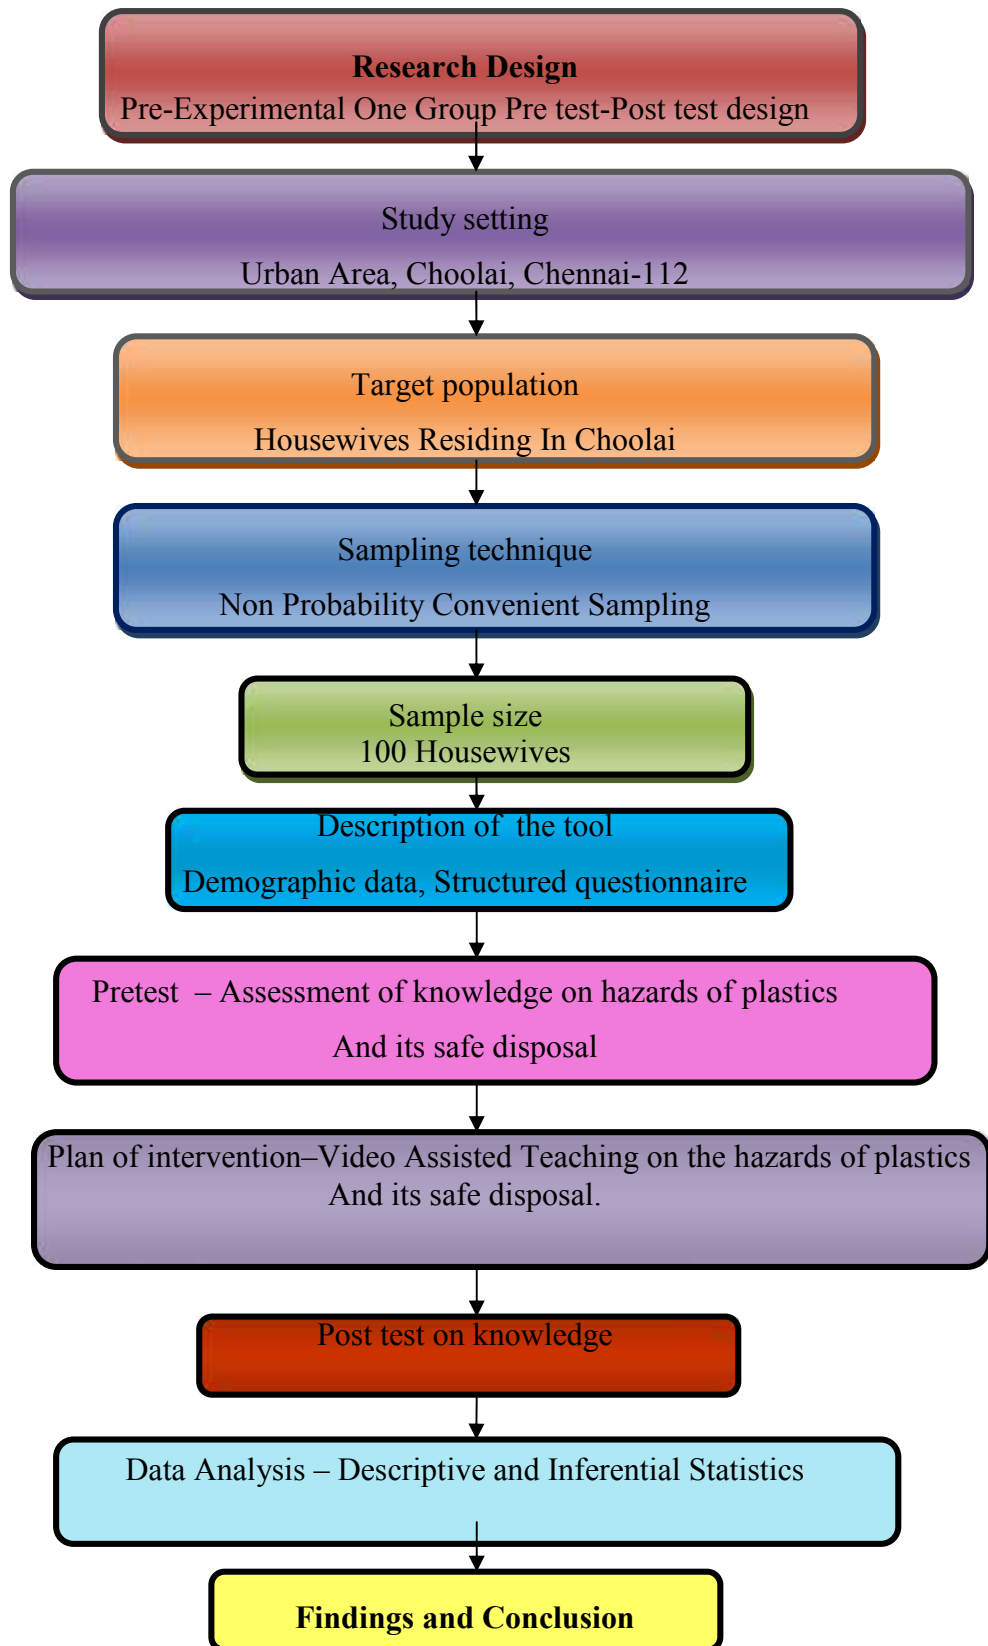 Research Design
Pre-Experimental One Group Pre test-Post test design
Study setting
Urban Area, Choolai, Chennai-112
Target population
Housewives Residing In Choolai
Sampling technique
Non Probability Convenient Sampling
Sample size
100 Housewives
Description of the tool
Demographic data, Structured questionnaire
Pretest – Assessment of knowledge on hazards of plastics
And its safe disposal
Plan of intervention–Video Assisted Teaching on the hazards of plastics
And its safe disposal.
Post test on knowledge
Data Analysis – Descriptive and Inferential Statistics
Findings and Conclusion